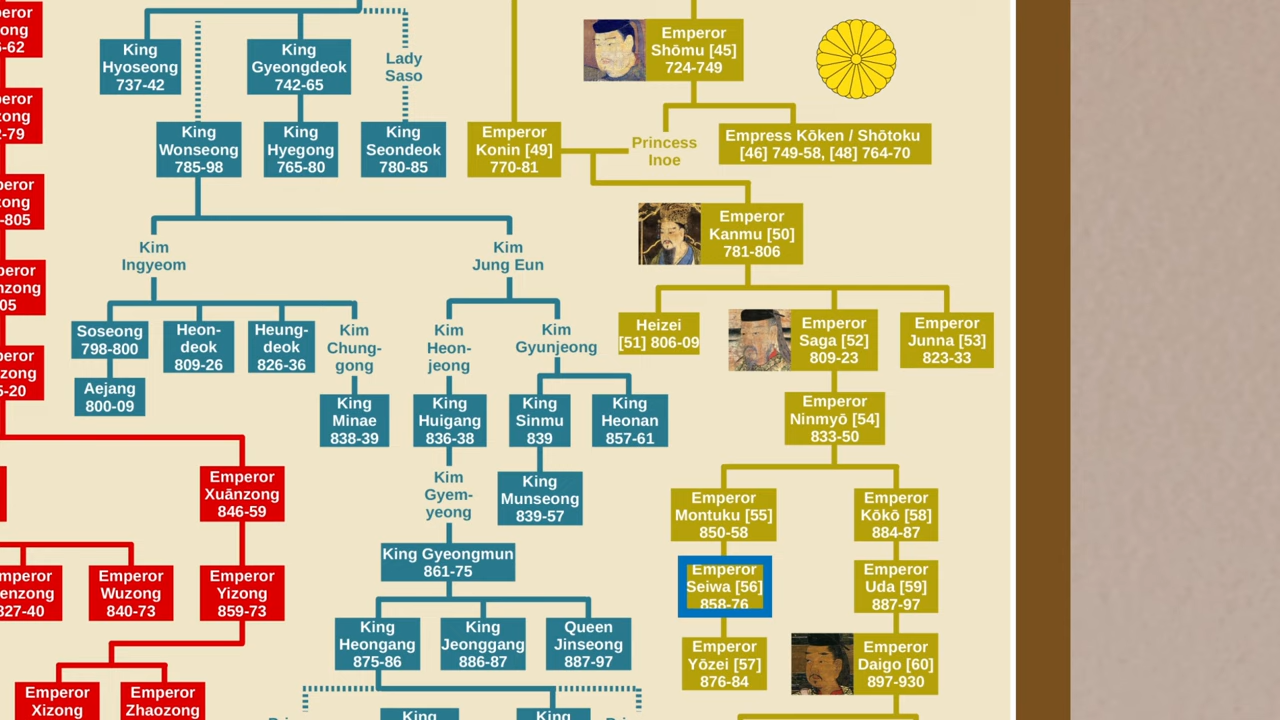 King
Hyoseong
737-42
King
Gyeongdeok
742-65
Lady
Saso
Emperor
Shōmu [45]
724-749
King
Wonseong
785-98
King
Hyegong
765-80
King
Seondeok
780-85
Emperor
Konin [49]
770-81
Princess
Inoe
Empress Kōken / Shōtoku
[46] 749-58, [48] 764-70
Emperor
Kanmu [50]
781-806
Kim
Ingyeom
Kim
Jung Eun
Soseong
798-800
Heon-
deok
809-26
Heung-
deok
826-36
Kim
Chung-
gong
Kim
Heon-
jeong
Kim
Gyunjeong
Heizei
[51] 806-09
Emperor
Saga [52]
809-23
Emperor
Junna [53]
823-33
Aejang
800-09
King
Minae
838-39
King
Huigang
836-38
King
Sinmu
839
King
Heonan
857-61
Emperor
Ninmyō [54]
833-50
Emperor
Xuānzong
846-59
Kim
Gyem-
yeong
King
Munseong
839-57
Emperor
Montuku [55]
850-58
Emperor
Kōkō [58]
884-87
King Gyeongmun
861-75
Emperor
Wuzong
840-73
Emperor
Yizong
859-73
Emperor
Seiwa [56]
858-76
Emperor
Uda [59]
887-97
King
Heongang
875-86
King
Jeonggang
886-87
Queen
Jinseong
887-97
Emperor
Yōzei [57]
876-84
Emperor
Daigo [60]
897-930
Emperor
Xizong
Emperor
Zhaozong
King
King